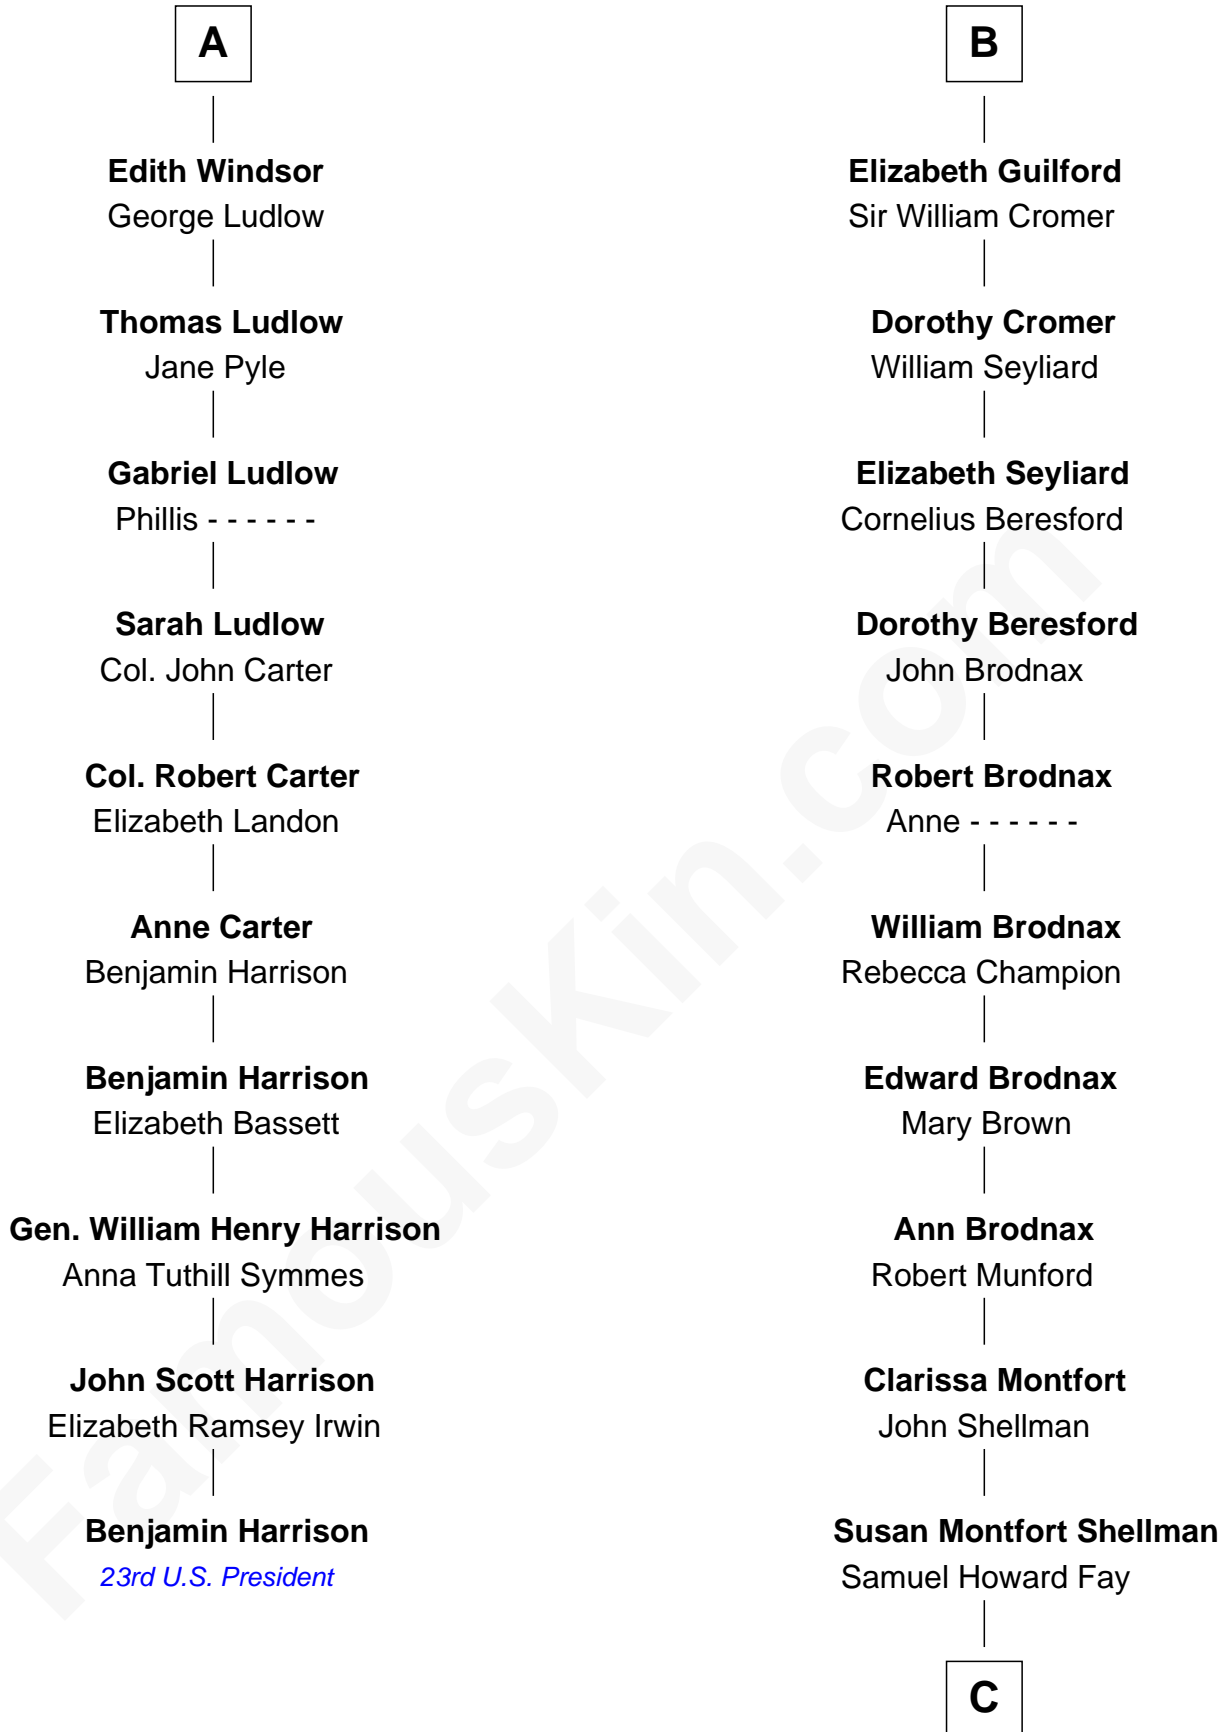 A
Edith Windsor
George Ludlow
Thomas Ludlow
Jane Pyle
Gabriel Ludlow
Phillis - - - - - -
Sarah Ludlow
Col. John Carter
Col. Robert Carter
Elizabeth Landon
Anne Carter
Benjamin Harrison
Benjamin Harrison
Elizabeth Bassett
Gen. William Henry Harrison
Anna Tuthill Symmes
John Scott Harrison
Elizabeth Ramsey Irwin
Benjamin Harrison
23rd U.S. President
B
Elizabeth Guilford
Sir William Cromer
Dorothy Cromer
William Seyliard
Elizabeth Seyliard
Cornelius Beresford
Dorothy Beresford
John Brodnax
Robert Brodnax
Anne - - - - - -
William Brodnax
Rebecca Champion
Edward Brodnax
Mary Brown
Ann Brodnax
Robert Munford
Clarissa Montfort
John Shellman
Susan Montfort Shellman
Samuel Howard Fay
C
FamousKin.com